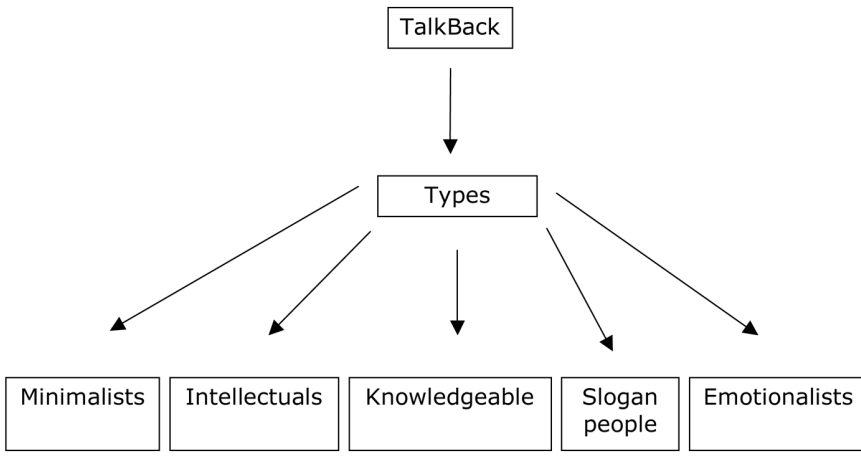 TalkBack
Types
Minimalists
Intellectuals
Knowledgeable
Slogan
people
Emotionalists